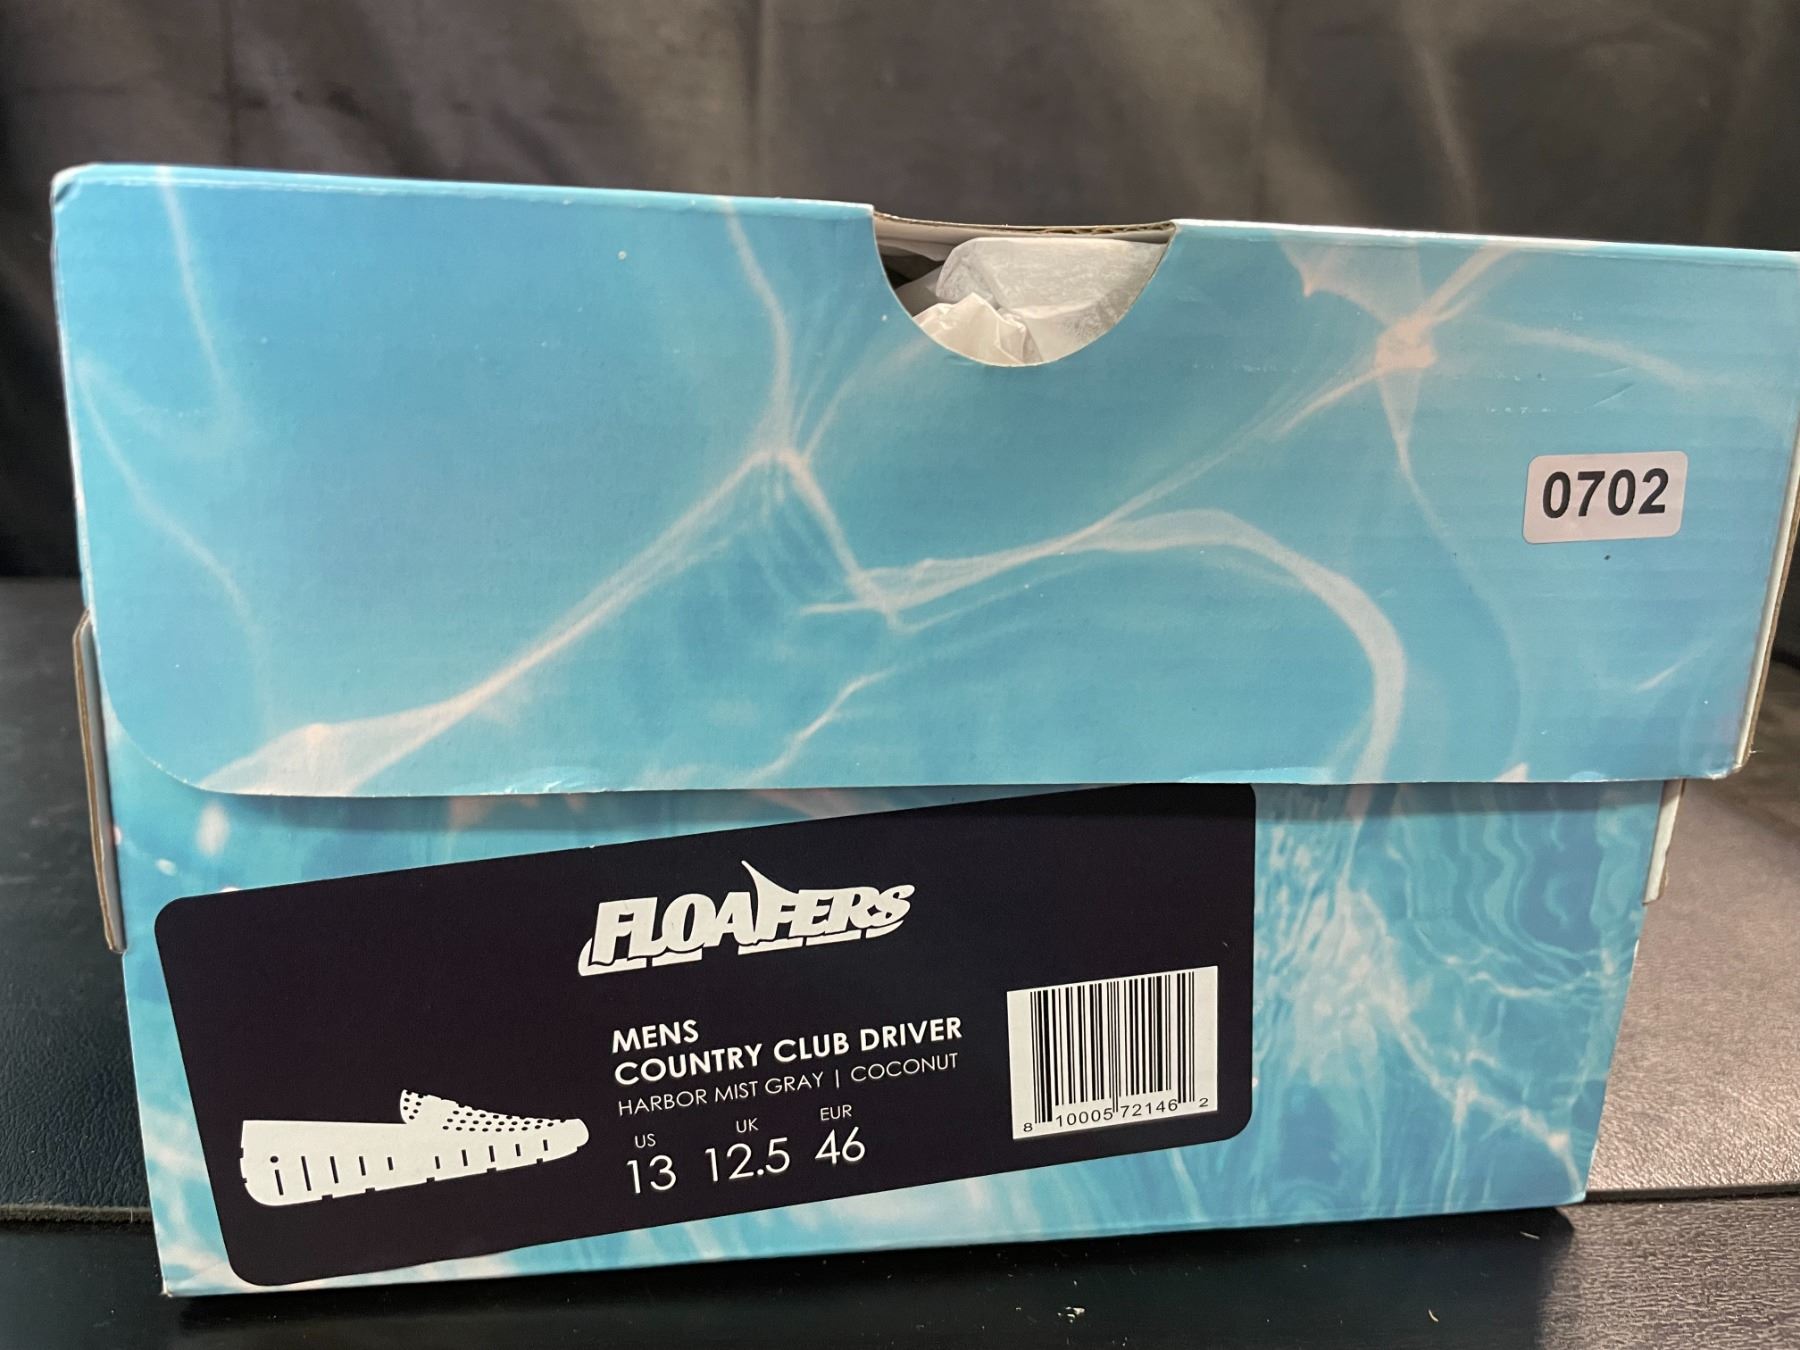 0702
FLOAFERS
MENS
COUNTRY CLUB DRIVER
HARBOR MIST GRAY | COCONUT
US UK EUR
13 12.5 46
8 10005 72146 2